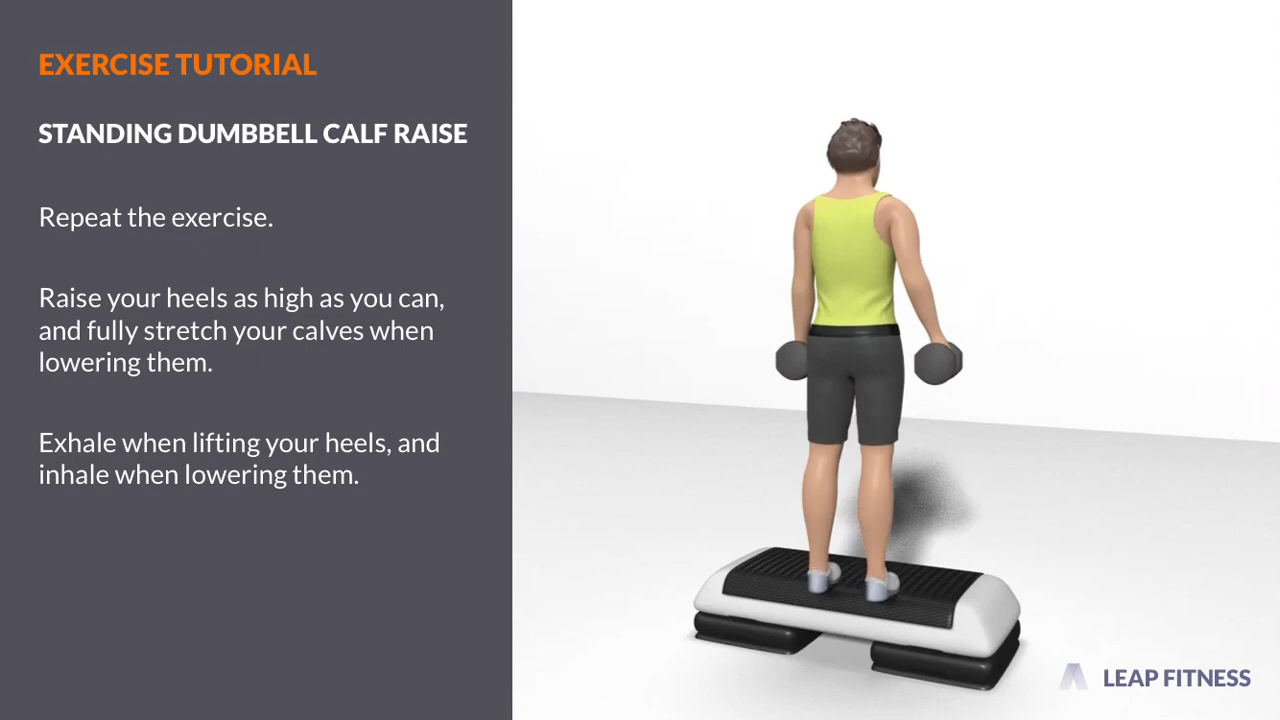 EXERCISE TUTORIAL
STANDING DUMBBELL CALF RAISE
Repeat the exercise.
Raise your heels as high as you can,
and fully stretch your calves when
lowering them.
Exhale when lifting your heels, and
inhale when lowering them.
LEAP FITNESS